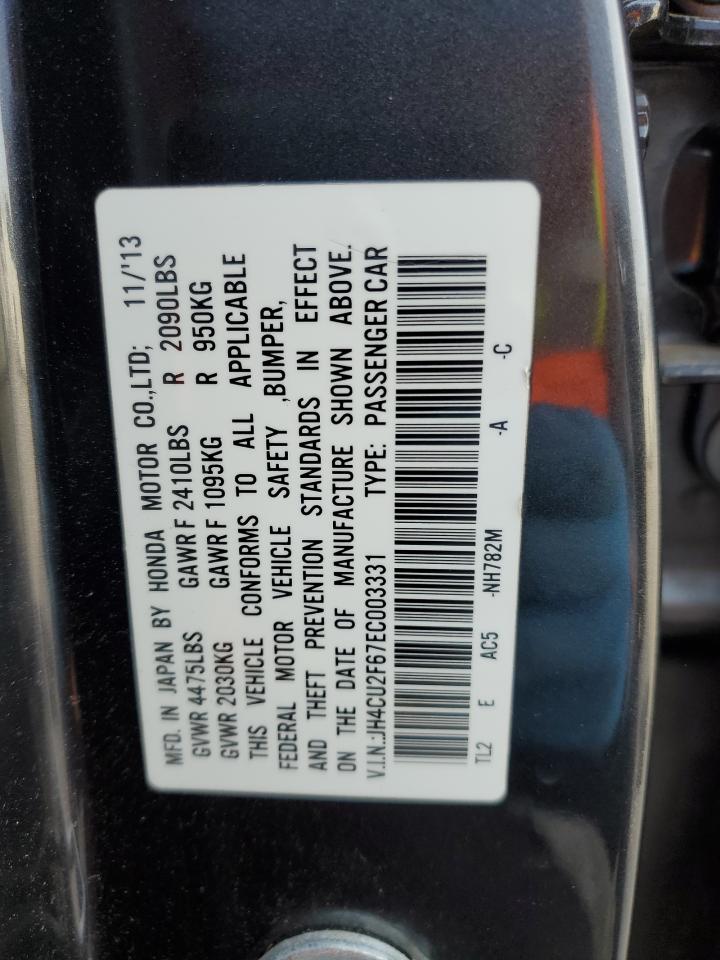 MFD. IN JAPAN BY HONDA MOTOR CO.,LTD; 11/'13
GVWR 4475LBS GAWR F 2410LBS R 2090LBS
GVWR 2030KG GAWR F 1095KG R 950KG
THIS VEHICLE CONFORMS TO ALL APPLICABLE
FEDERAL MOTOR VEHICLE SAFETY ,BUMPER,
AND THEFT PREVENTION STANDARDS IN EFFECT
ON THE DATE OF MANUFACTURE SHOWN ABOVE.
V.I.N.:JH4CU2F67EC003331 TYPE: PASSENGER CAR
TL2 E AC5 -NH782M -A -C